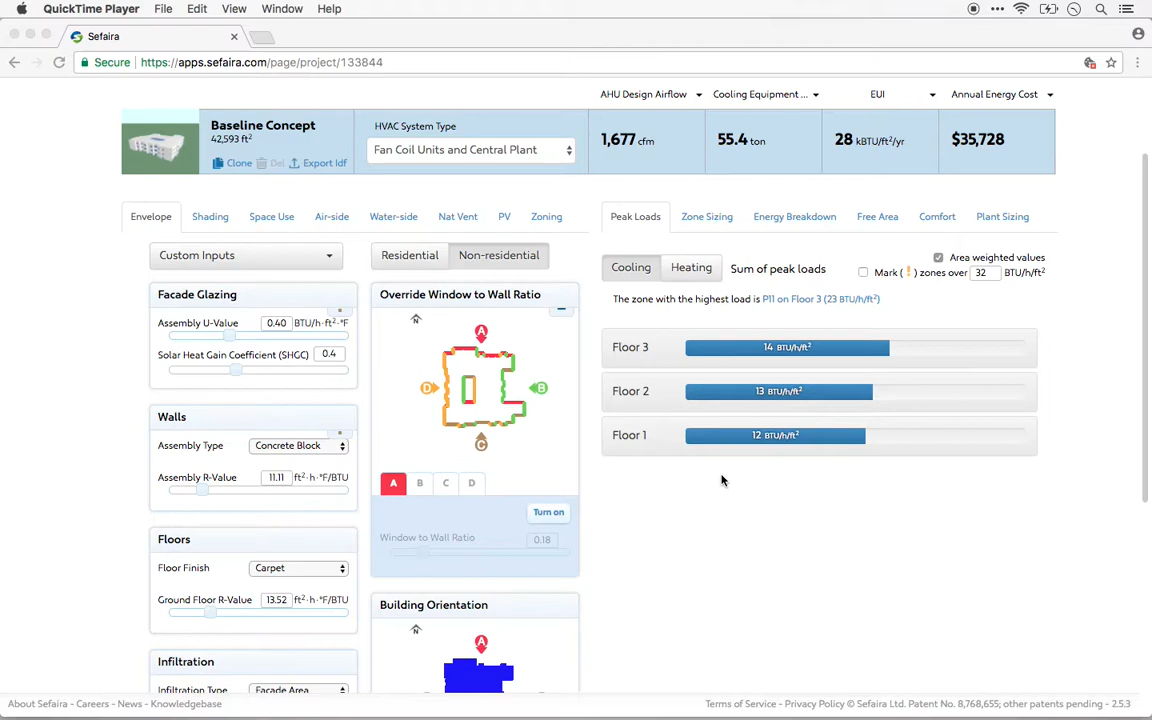 QuickTime Player File Edit View Window Help
Sefaira
Secure https://apps.sefaira.com/page/project/133844
AHU Design Airflow Cooling Equipment ... EUI Annual Energy Cost
Baseline Concept
42,593 ft²
Clone Del Export Idf
HVAC System Type
Fan Coil Units and Central Plant
1,677 cfm 55.4 ton 28 kBTU/ft²/yr $35,728
Envelope Shading Space Use Air-side Water-side Nat Vent PV Zoning
Peak Loads Zone Sizing Energy Breakdown Free Area Comfort Plant Sizing
Custom Inputs
Residential Non-residential
Cooling Heating Sum of peak loads
Area weighted values
Mark ( ! ) zones over 32 BTU/h/ft²
The zone with the highest load is P11 on Floor 3 (23 BTU/h/ft²)
Floor 3 14 BTU/h/ft²
Floor 2 13 BTU/h/ft²
Floor 1 12 BTU/h/ft²
Facade Glazing
Assembly U-Value 0.40 BTU/h·ft²·°F
Solar Heat Gain Coefficient (SHGC) 0.4
Walls
Assembly Type Concrete Block
Assembly R-Value 11.11 ft²·h·°F/BTU
Floors
Floor Finish Carpet
Ground Floor R-Value 13.52 ft²·h·°F/BTU
Infiltration
Infiltration Type Facade Area
Override Window to Wall Ratio
N
A
D B
C
A B C D
Turn on
Window to Wall Ratio 0.18
Building Orientation
N
A
About Sefaira - Careers - News - Knowledgebase
Terms of Service - Privacy Policy © Sefaira Ltd. Patent No. 8,768,655; other patents pending - 2.5.3